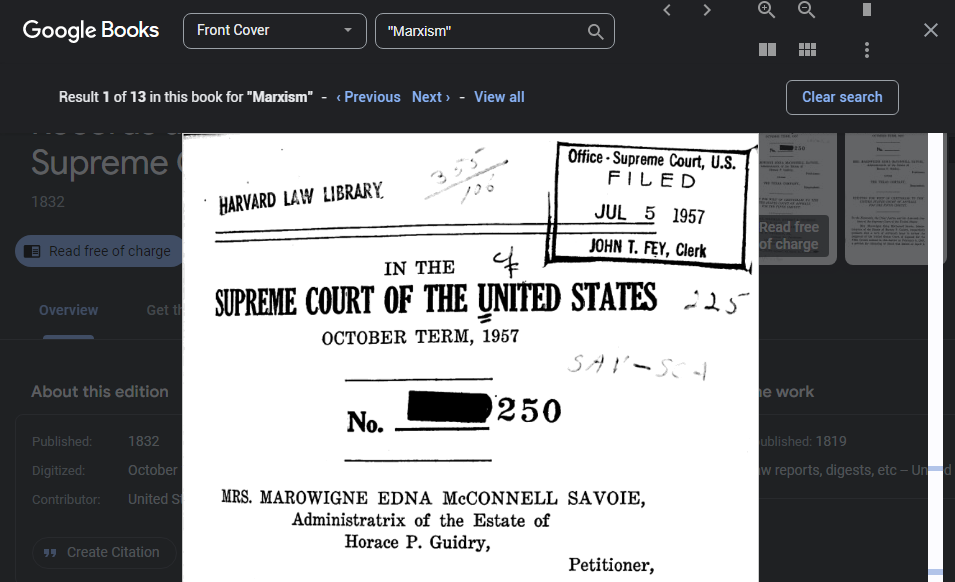 Google Books
Front Cover
"Marxism"
Result 1 of 13 in this book for "Marxism" - ‹ Previous Next › - View all
Clear search
Supreme
1832
Read free of charge
Overview
Get th
About this edition
Published: 1832
Digitized: October
Contributor: United St
Create Citation
HARVARD LAW LIBRARY
355/106
Office - Supreme Court, U.S.
FILED
JUL 5 1957
JOHN T. FEY, Clerk
IN THE
SUPREME COURT OF THE UNITED STATES
225
OCTOBER TERM, 1957
No. 250
MRS. MAROWIGNE EDNA McCONNELL SAVOIE,
Administratrix of the Estate of
Horace P. Guidry,
Petitioner,
Read free
of charge
e work
ublished: 1819
w reports, digests, etc – Un d